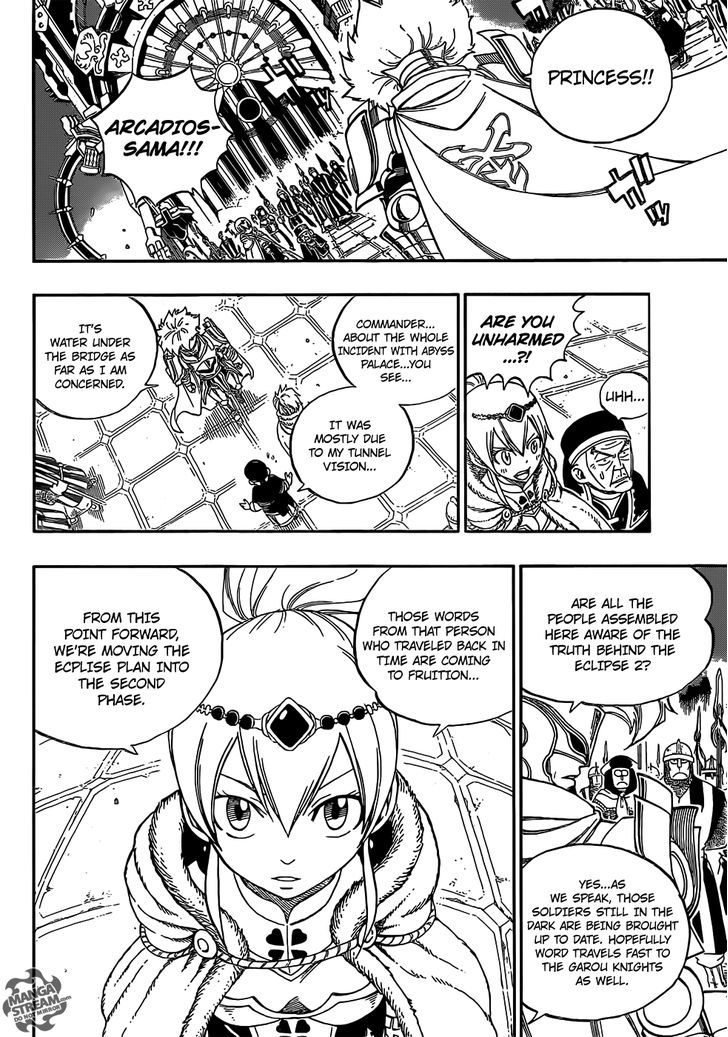 PRINCESS!!
ARCADIOS-
SAMA!!!
ARE YOU
UNHARMED
...?!
UHH...
COMMANDER...
ABOUT THE WHOLE
INCIDENT WITH ABYSS
PALACE...YOU
SEE...
IT WAS
MOSTLY DUE
TO MY TUNNEL
VISION...
IT'S
WATER UNDER
THE BRIDGE AS
FAR AS I AM
CONCERNED.
ARE ALL THE
PEOPLE ASSEMBLED
HERE AWARE OF THE
TRUTH BEHIND THE
ECLIPSE 2?
YES...AS
WE SPEAK, THOSE
SOLDIERS STILL IN THE
DARK ARE BEING BROUGHT
UP TO DATE. HOPEFULLY
WORD TRAVELS FAST TO
THE GAROU KNIGHTS
AS WELL.
THOSE WORDS
FROM THAT PERSON
WHO TRAVELED BACK IN
TIME ARE COMING
TO FRUITION...
FROM THIS
POINT FORWARD,
WE'RE MOVING THE
ECPLISE PLAN INTO
THE SECOND
PHASE.
MANGA
STREAM.com
DO NOT MIRROR